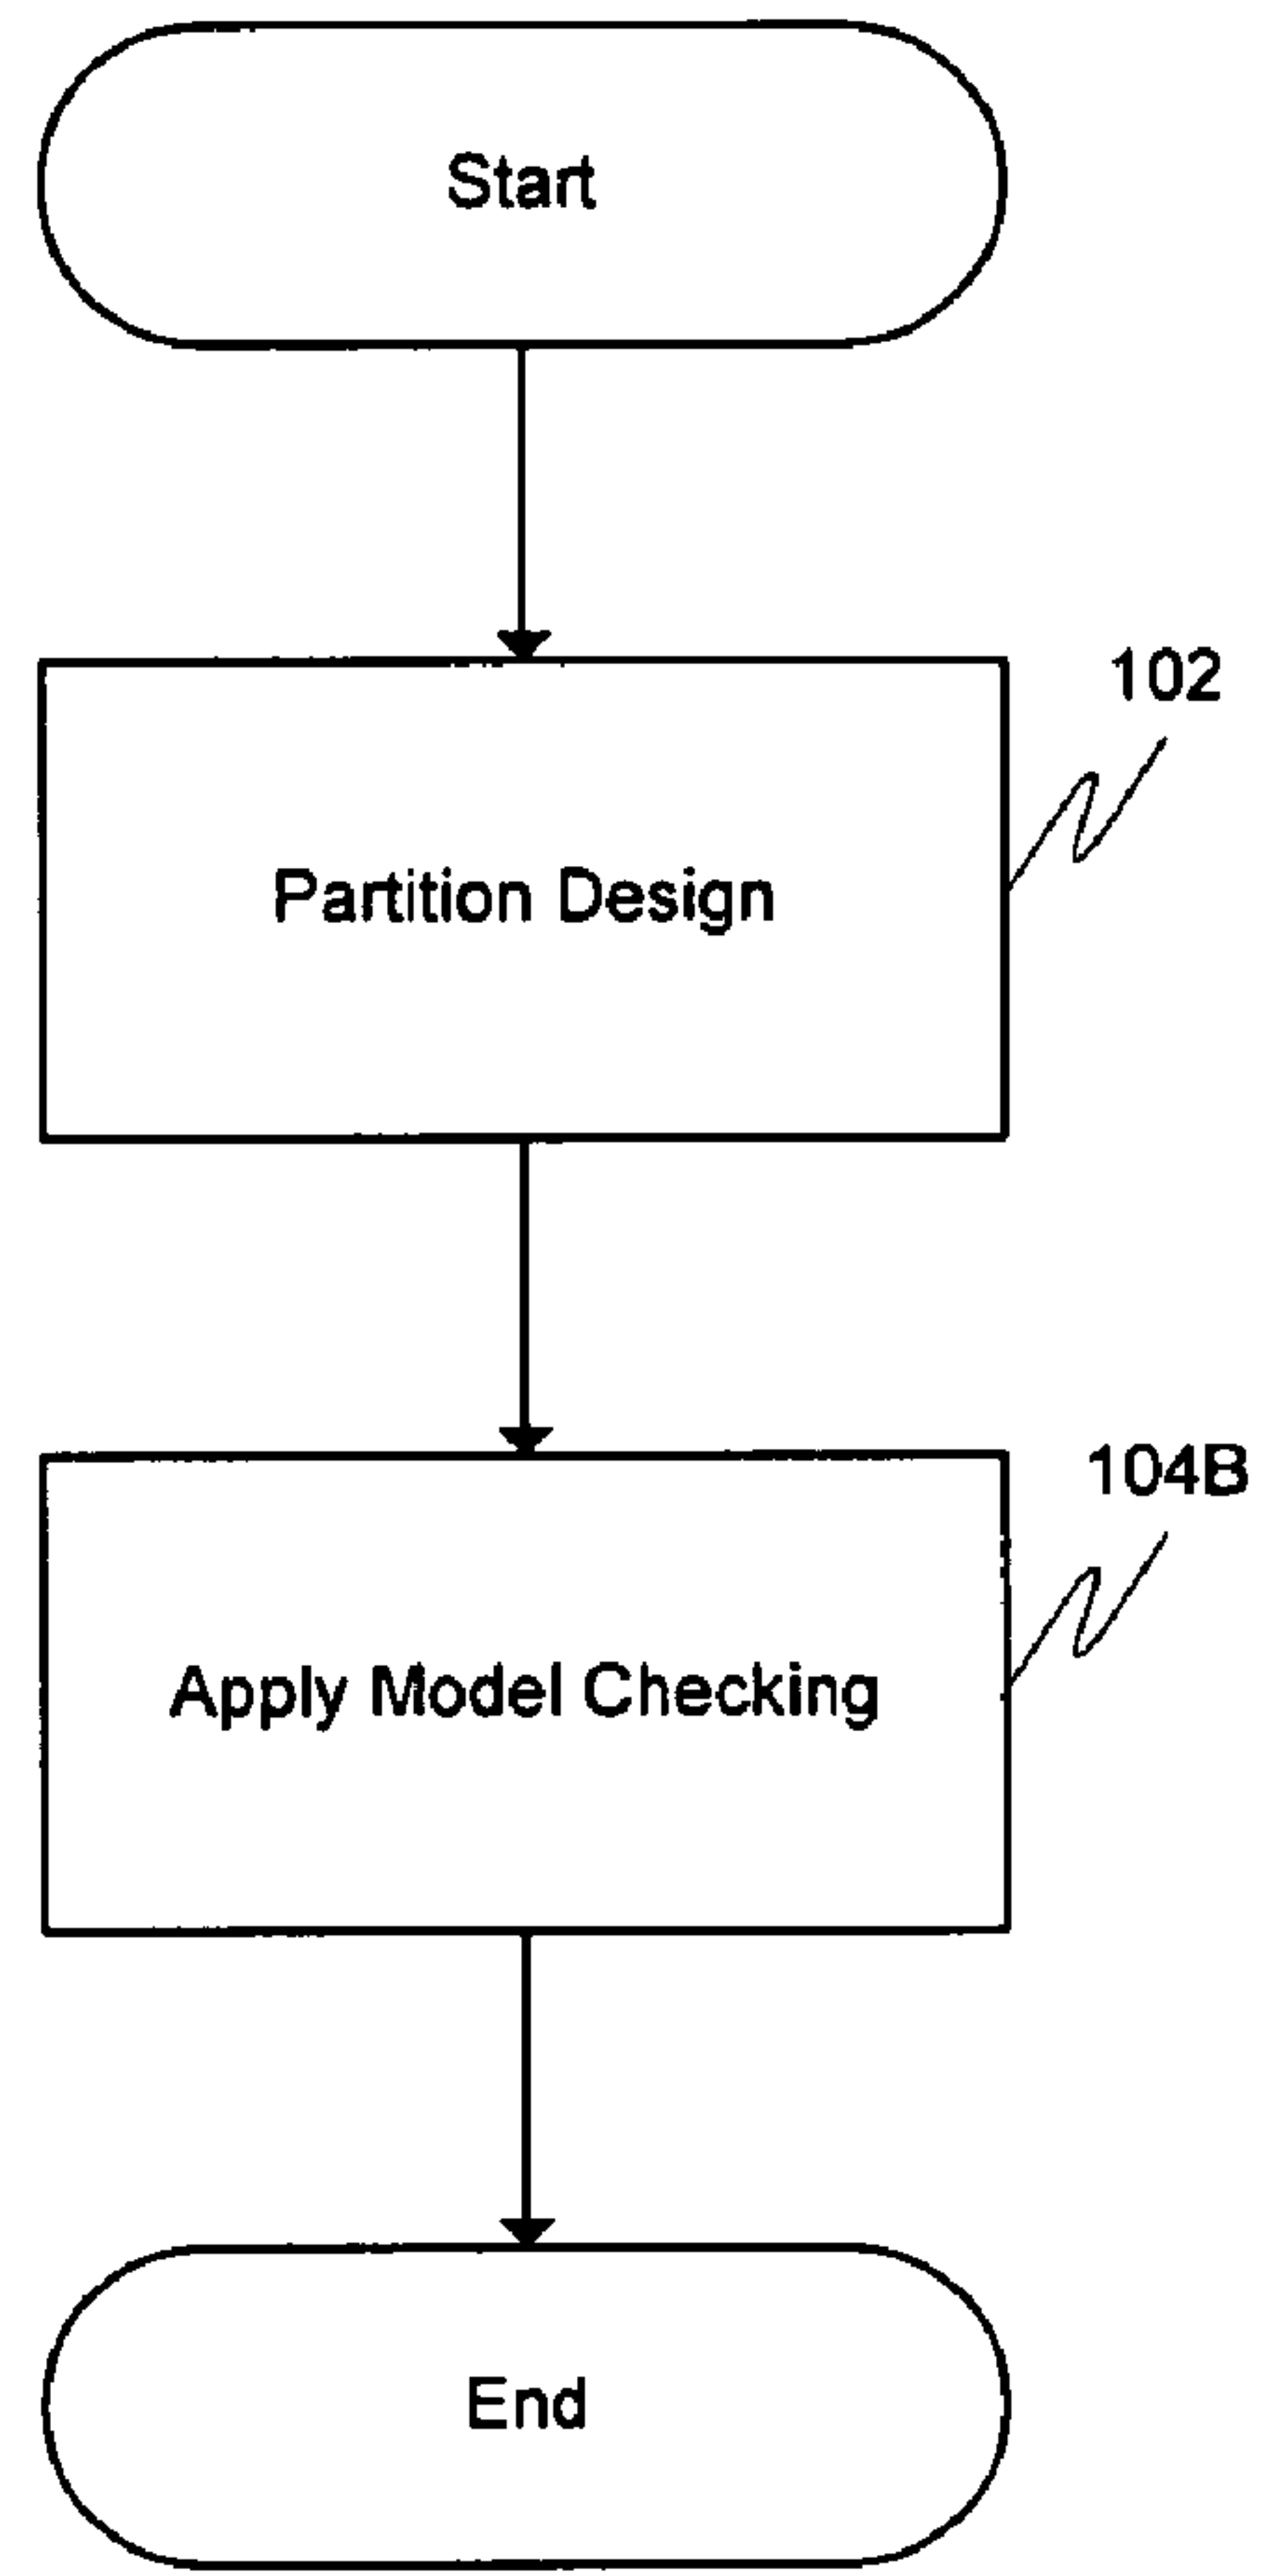 Start
102
Partition Design
104B
Apply Model Checking
End